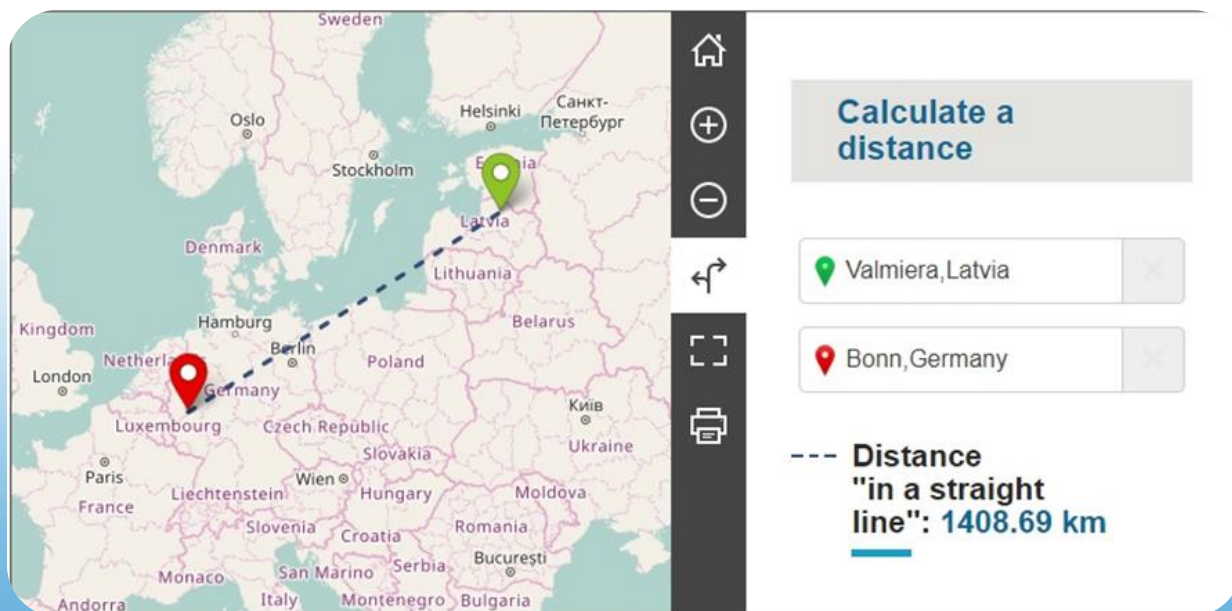 Sweden
Helsinki
Санкт-
Петербург
Oslo
Stockholm
Latvia
Denmark
Lithuania
Kingdom
Hamburg
Belarus
Berlin
Poland
London
Germany
Київ
Luxembourg
Czech Republic
Ukraine
Slovakia
Paris
Wien
Liechtenstein
Hungary
Moldova
France
Slovenia
Romania
Croatia
București
Serbia
Monaco
San Marino
Andorra
Italy
Montenegro
Bulgaria
Calculate a
distance
Valmiera,Latvia
Bonn,Germany
Distance
"in a straight
line": 1408.69 km